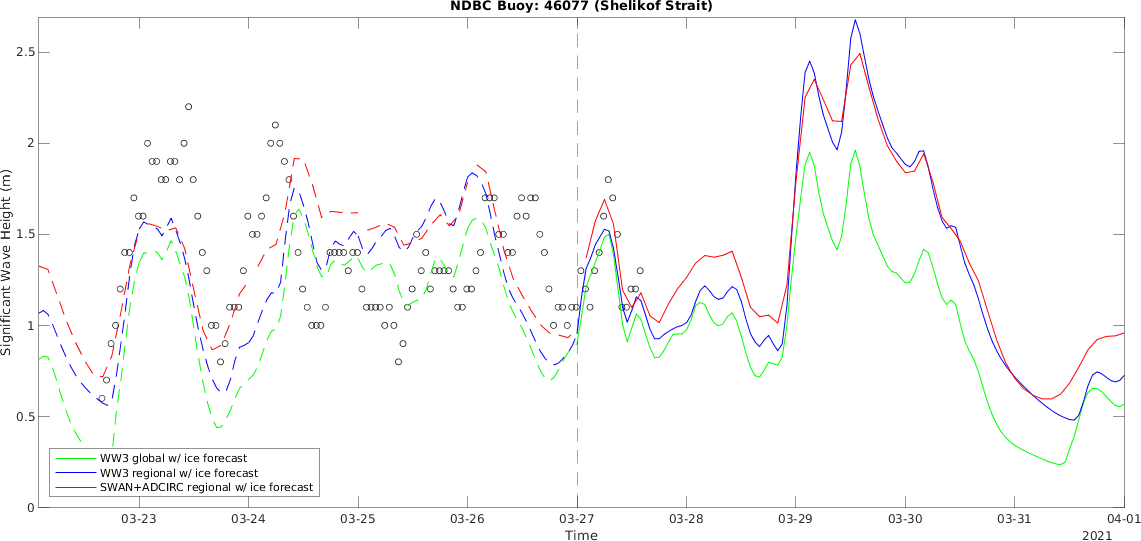 NDBC Buoy: 46077 (Shelikof Strait)
Significant Wave Height (m)
2.5
2
1.5
1
0.5
0
WW3 global w/ ice forecast
WW3 regional w/ ice forecast
SWAN+ADCIRC regional w/ ice forecast
03-23 03-24 03-25 03-26 03-27 03-28 03-29 03-30 03-31 04-01
Time
2021